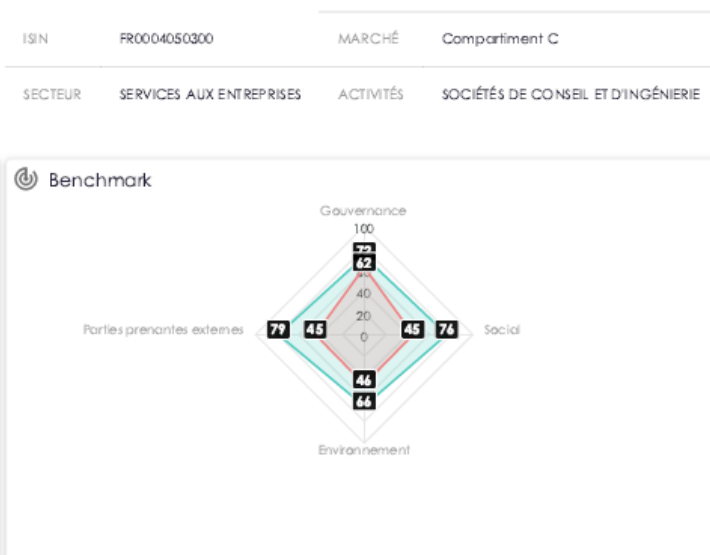 ISIN FR0004050300 MARCHÉ Compartiment C
SECTEUR SERVICES AUX ENTREPRISES ACTIVITÉS SOCIÉTÉS DE CONSEIL ET D'INGÉNIERIE
Benchmark
Gouvernance
100
72
62
40
20
0
Parties prenantes externes 79 45 45 76 Social
46
66
Environnement